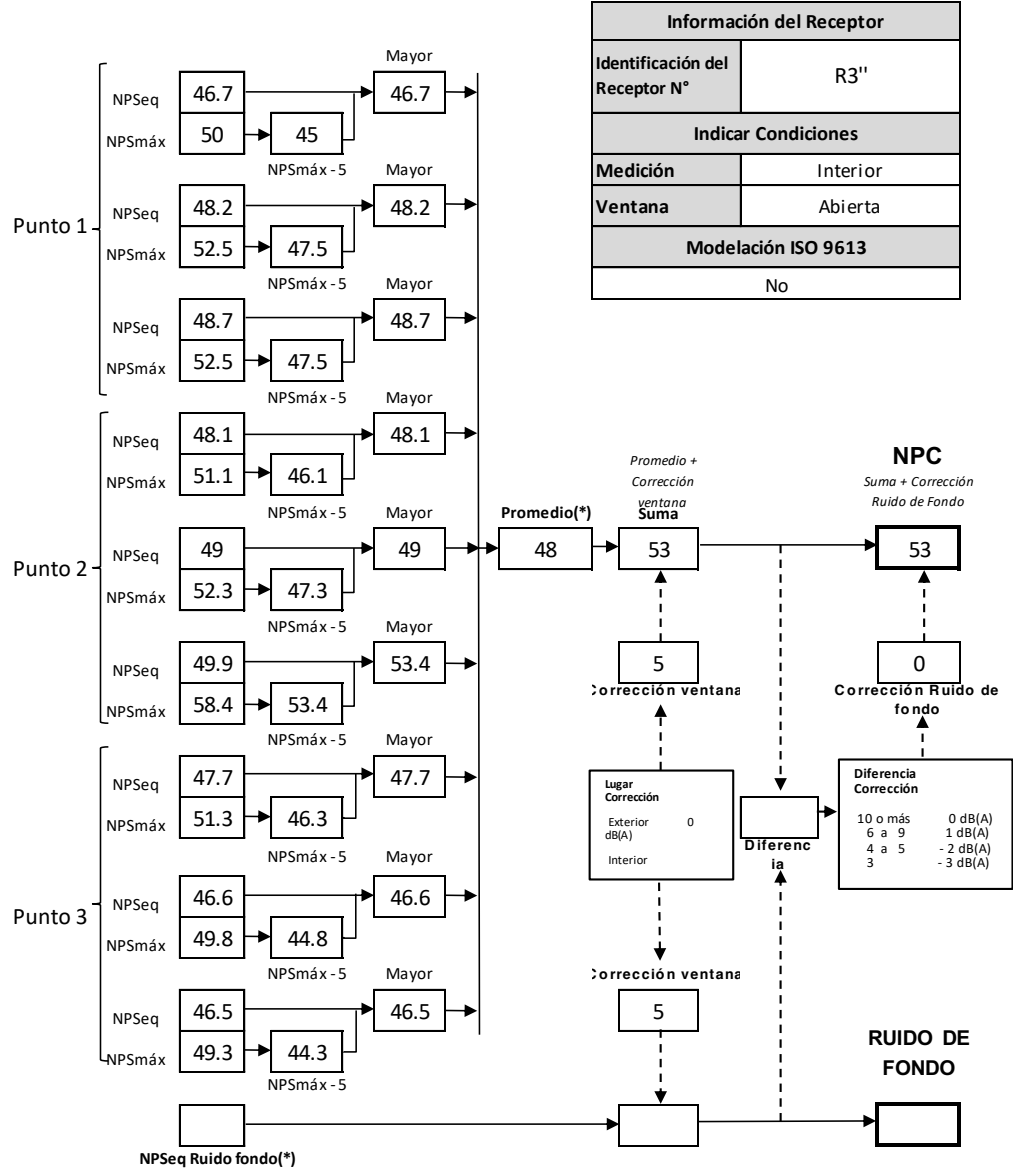 Información del Receptor
Identificación del
Receptor N°
R3''
Indicar Condiciones
Medición
Interior
Ventana
Abierta
Modelación ISO 9613
No
Punto 1
Mayor
NPSeq
46.7
46.7
NPSmáx
50
45
NPSmáx - 5
Mayor
NPSeq
48.2
48.2
NPSmáx
52.5
47.5
NPSmáx - 5
Mayor
NPSeq
48.7
48.7
NPSmáx
52.5
47.5
NPSmáx - 5
Punto 2
Mayor
NPSeq
48.1
48.1
NPSmáx
51.1
46.1
NPSmáx - 5
Mayor
NPSeq
49
49
NPSmáx
52.3
47.3
NPSmáx - 5
Mayor
NPSeq
49.9
53.4
NPSmáx
58.4
53.4
NPSmáx - 5
Punto 3
Mayor
NPSeq
47.7
47.7
NPSmáx
51.3
46.3
NPSmáx - 5
Mayor
NPSeq
46.6
46.6
NPSmáx
49.8
44.8
NPSmáx - 5
Mayor
NPSeq
46.5
46.5
NPSmáx
49.3
44.3
NPSmáx - 5
NPSeq Ruido fondo(*)
Promedio(*)
48
Promedio +
Corrección
ventana
Suma
53
5
Corrección ventana
Lugar
Corrección
Exterior 0
dB(A)
Interior
Corrección ventana
5
Diferenc
ia
NPC
Suma + Corrección
Ruido de Fondo
53
0
Corrección Ruido de
fondo
Diferencia
Corrección
10 o más 0 dB(A)
6 a 9 1 dB(A)
4 a 5 - 2 dB(A)
3 - 3 dB(A)
RUIDO DE
FONDO